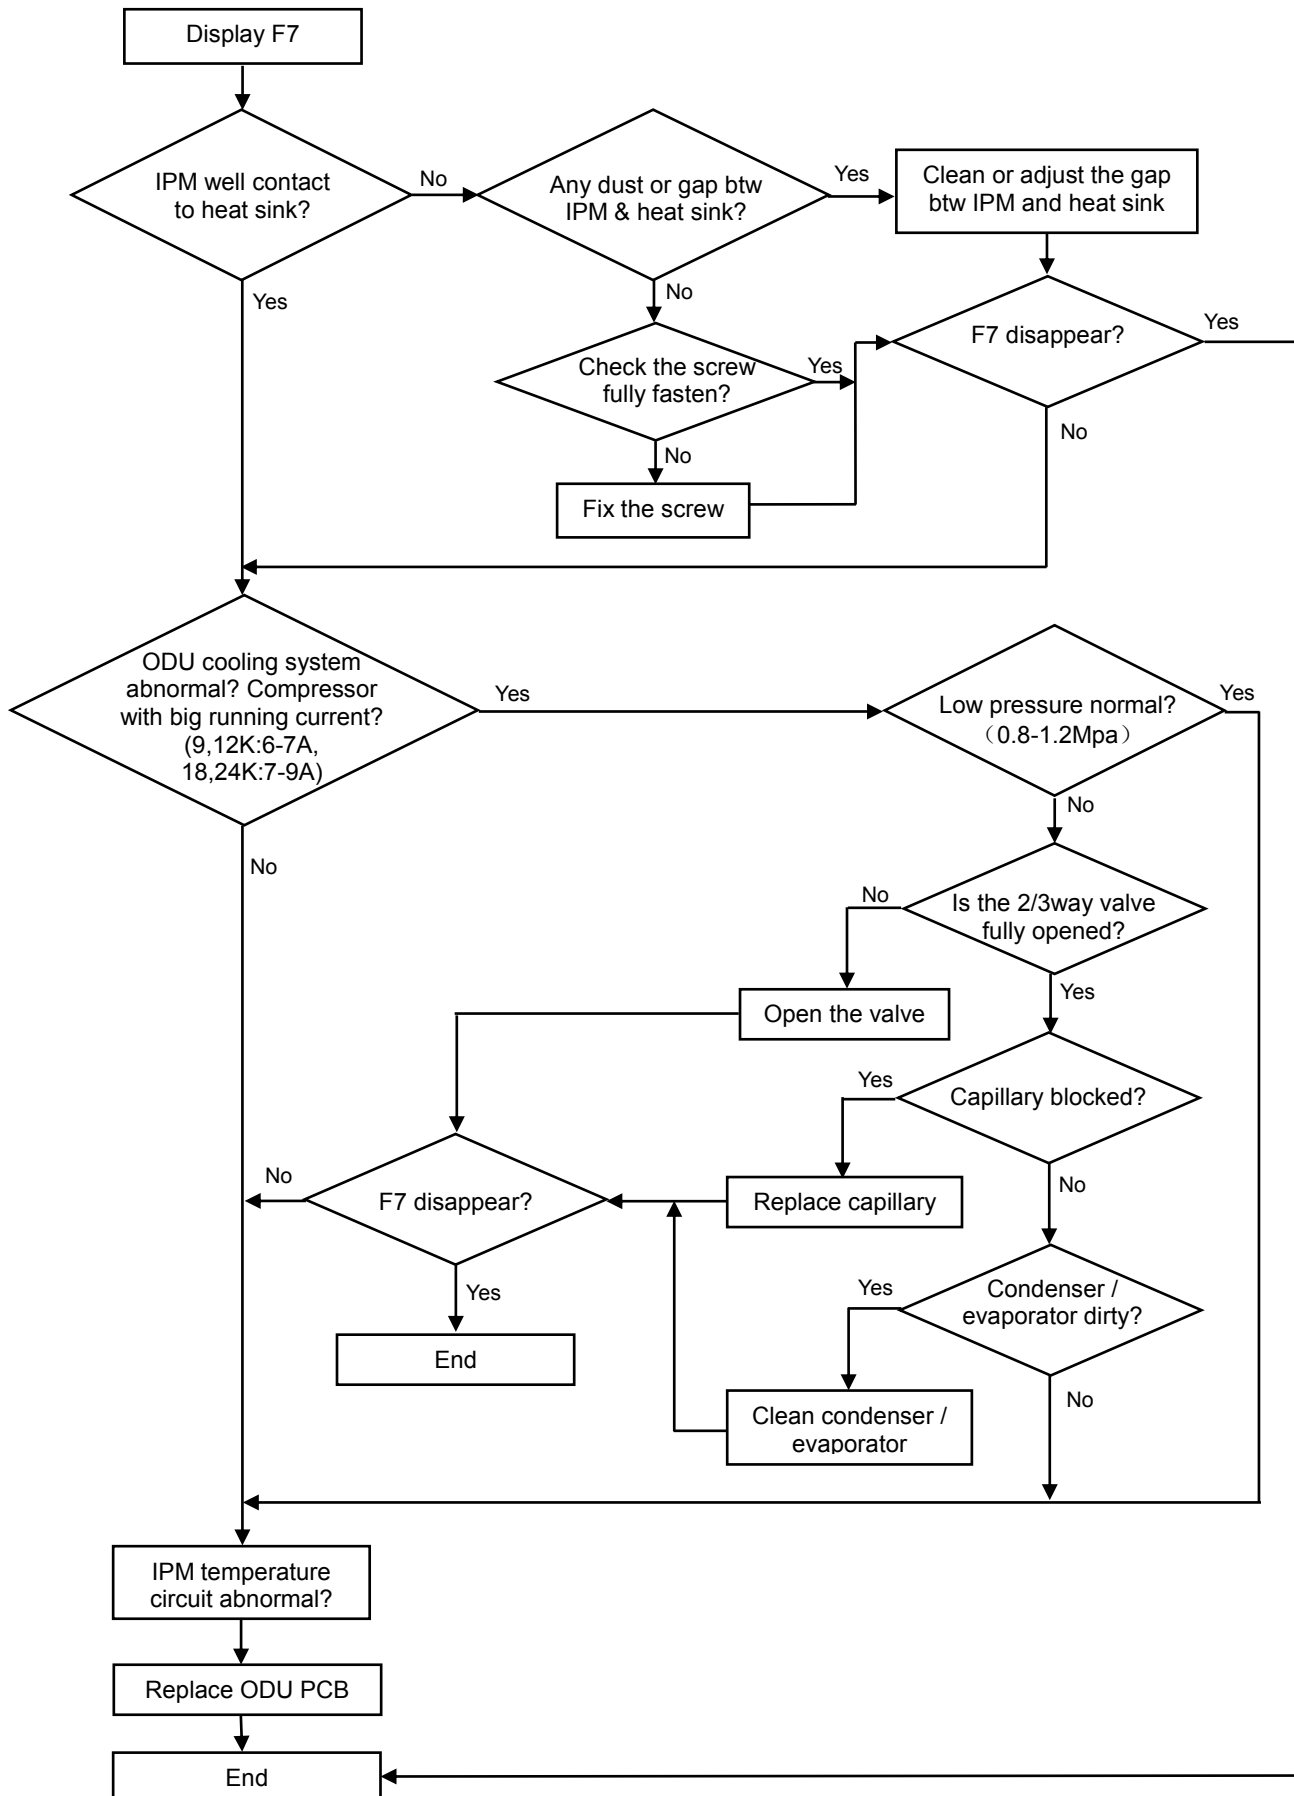 Display F7
IPM well contact
to heat sink?
No
Any dust or gap btw
IPM & heat sink?
Yes
Clean or adjust the gap
btw IPM and heat sink
Yes
No
Check the screw
fully fasten?
Yes
F7 disappear?
Yes
No
Fix the screw
No
ODU cooling system
abnormal? Compressor
with big running current?
(9,12K:6-7A,
18,24K:7-9A)
Yes
Low pressure normal?
（0.8-1.2Mpa）
Yes
No
No
Is the 2/3way valve
fully opened?
No
Open the valve
Yes
Capillary blocked?
Yes
Replace capillary
No
F7 disappear?
No
Yes
End
Condenser /
evaporator dirty?
Yes
Clean condenser /
evaporator
No
IPM temperature
circuit abnormal?
Replace ODU PCB
End